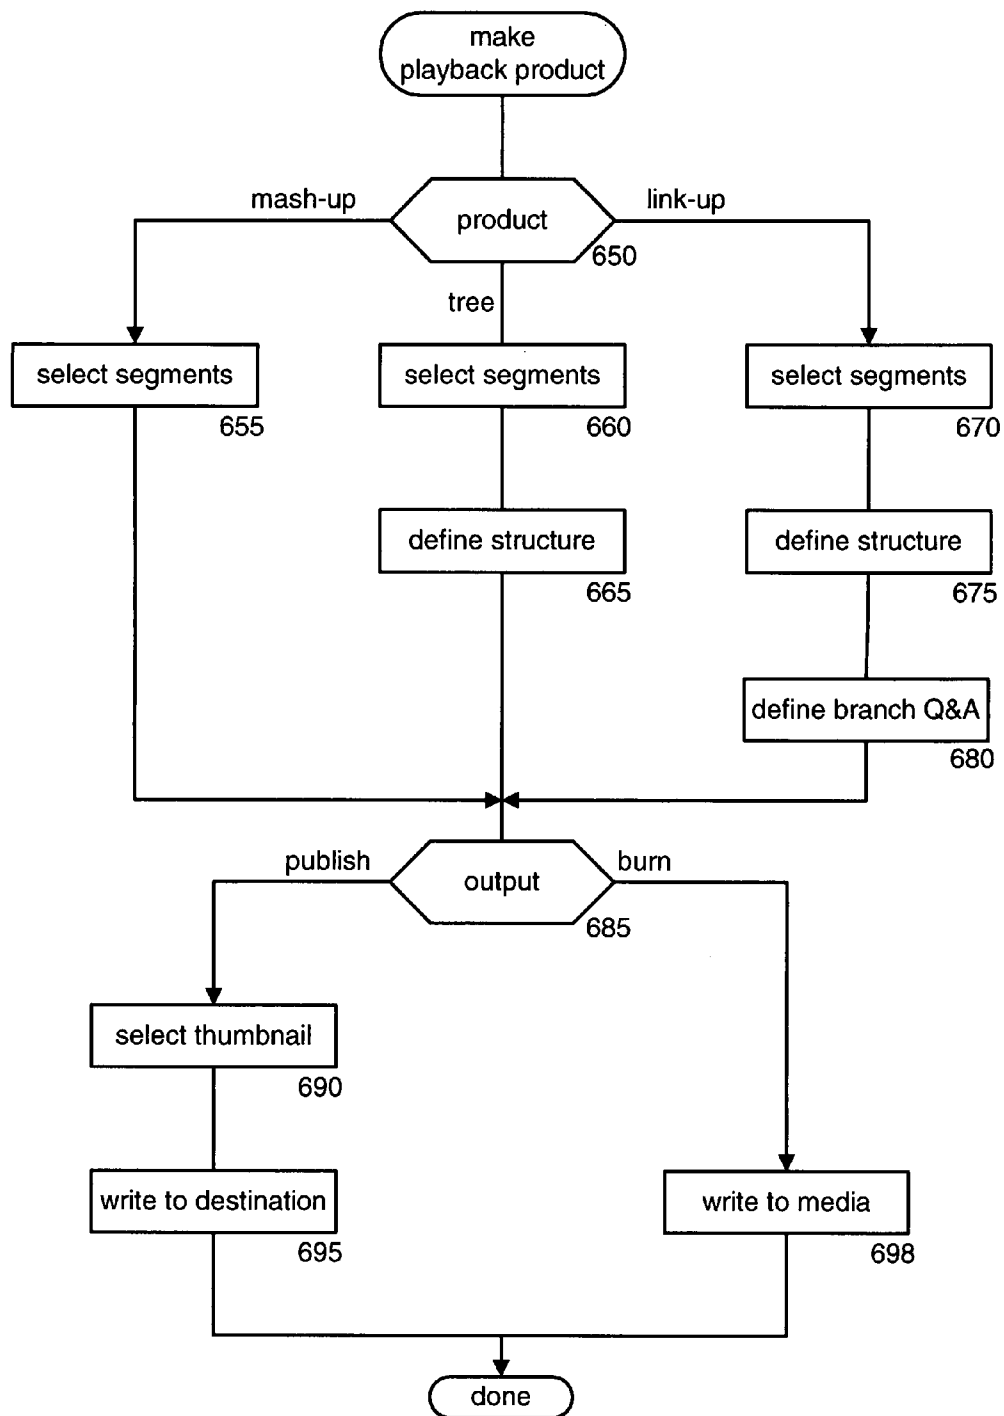 make
playback product
mash-up
product
link-up
650
tree
select segments
655
select segments
660
select segments
670
define structure
665
define structure
675
define branch Q&A
680
publish
output
burn
685
select thumbnail
690
write to destination
695
write to media
698
done